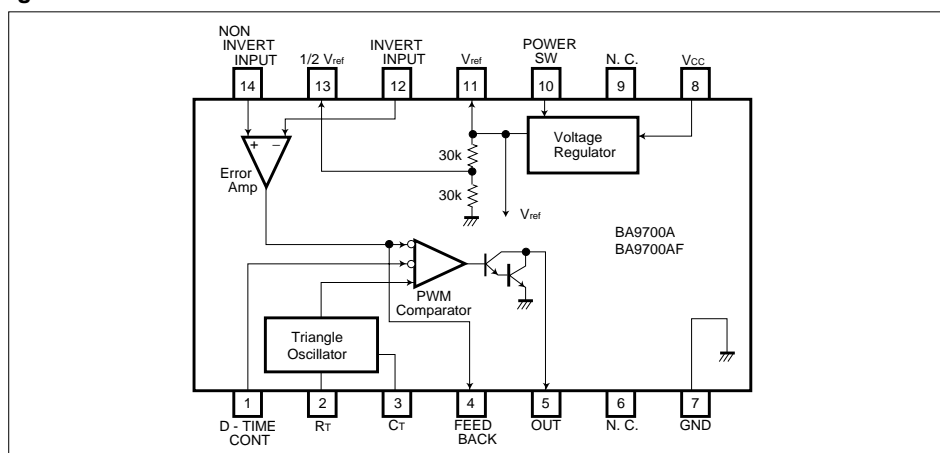 NON
INVERT
INPUT
1/2 Vref
INVERT
INPUT
Vref
POWER
SW
N. C.
VCC
14
13
12
11
10
9
8
+ −
Error
Amp
30k
30k
Voltage
Regulator
Vref
BA9700A
BA9700AF
PWM
Comparator
Triangle
Oscillator
1
2
3
4
5
6
7
D - TIME
CONT
RT
CT
FEED
BACK
OUT
N. C.
GND